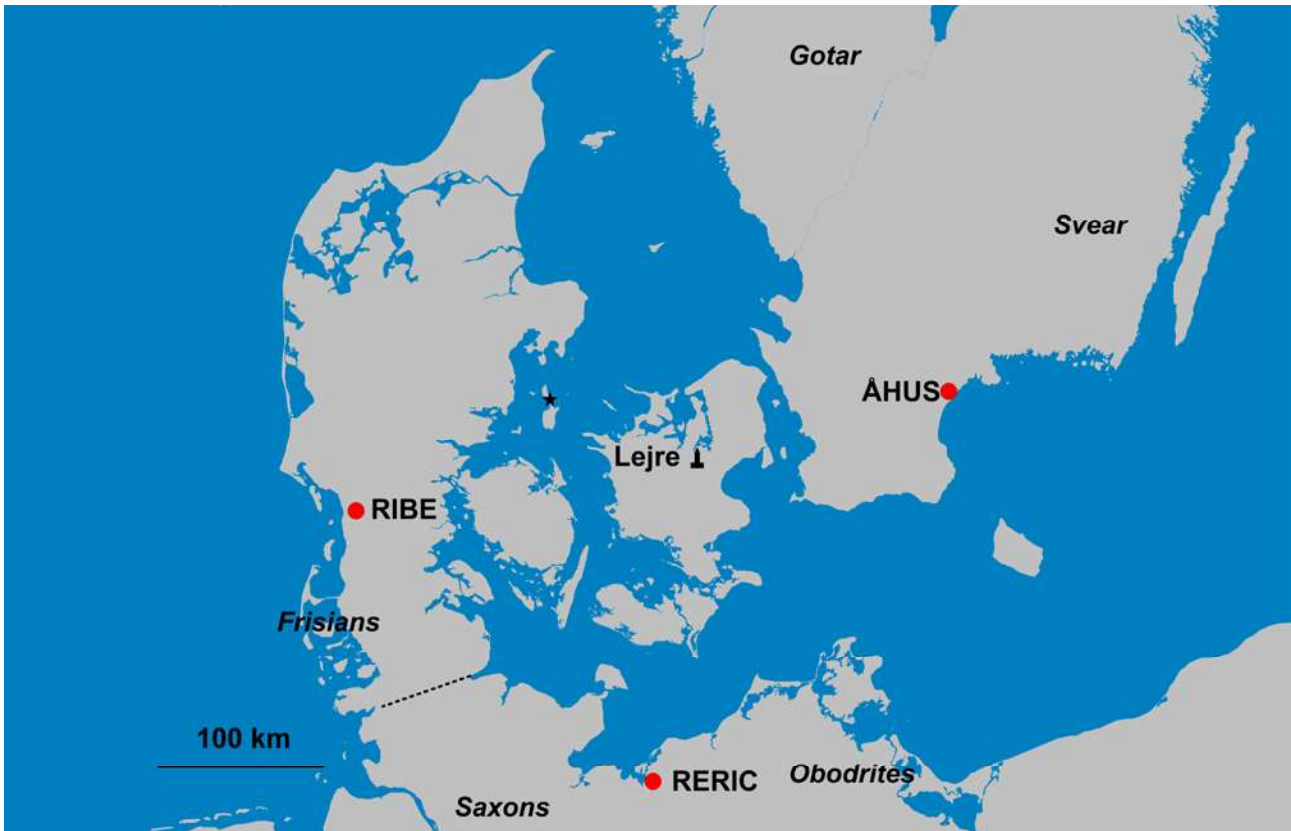 Gotar
Svear
ÅHUS
Lejre
RIBE
Frisians
100 km
RERIC
Obodrites
Saxons